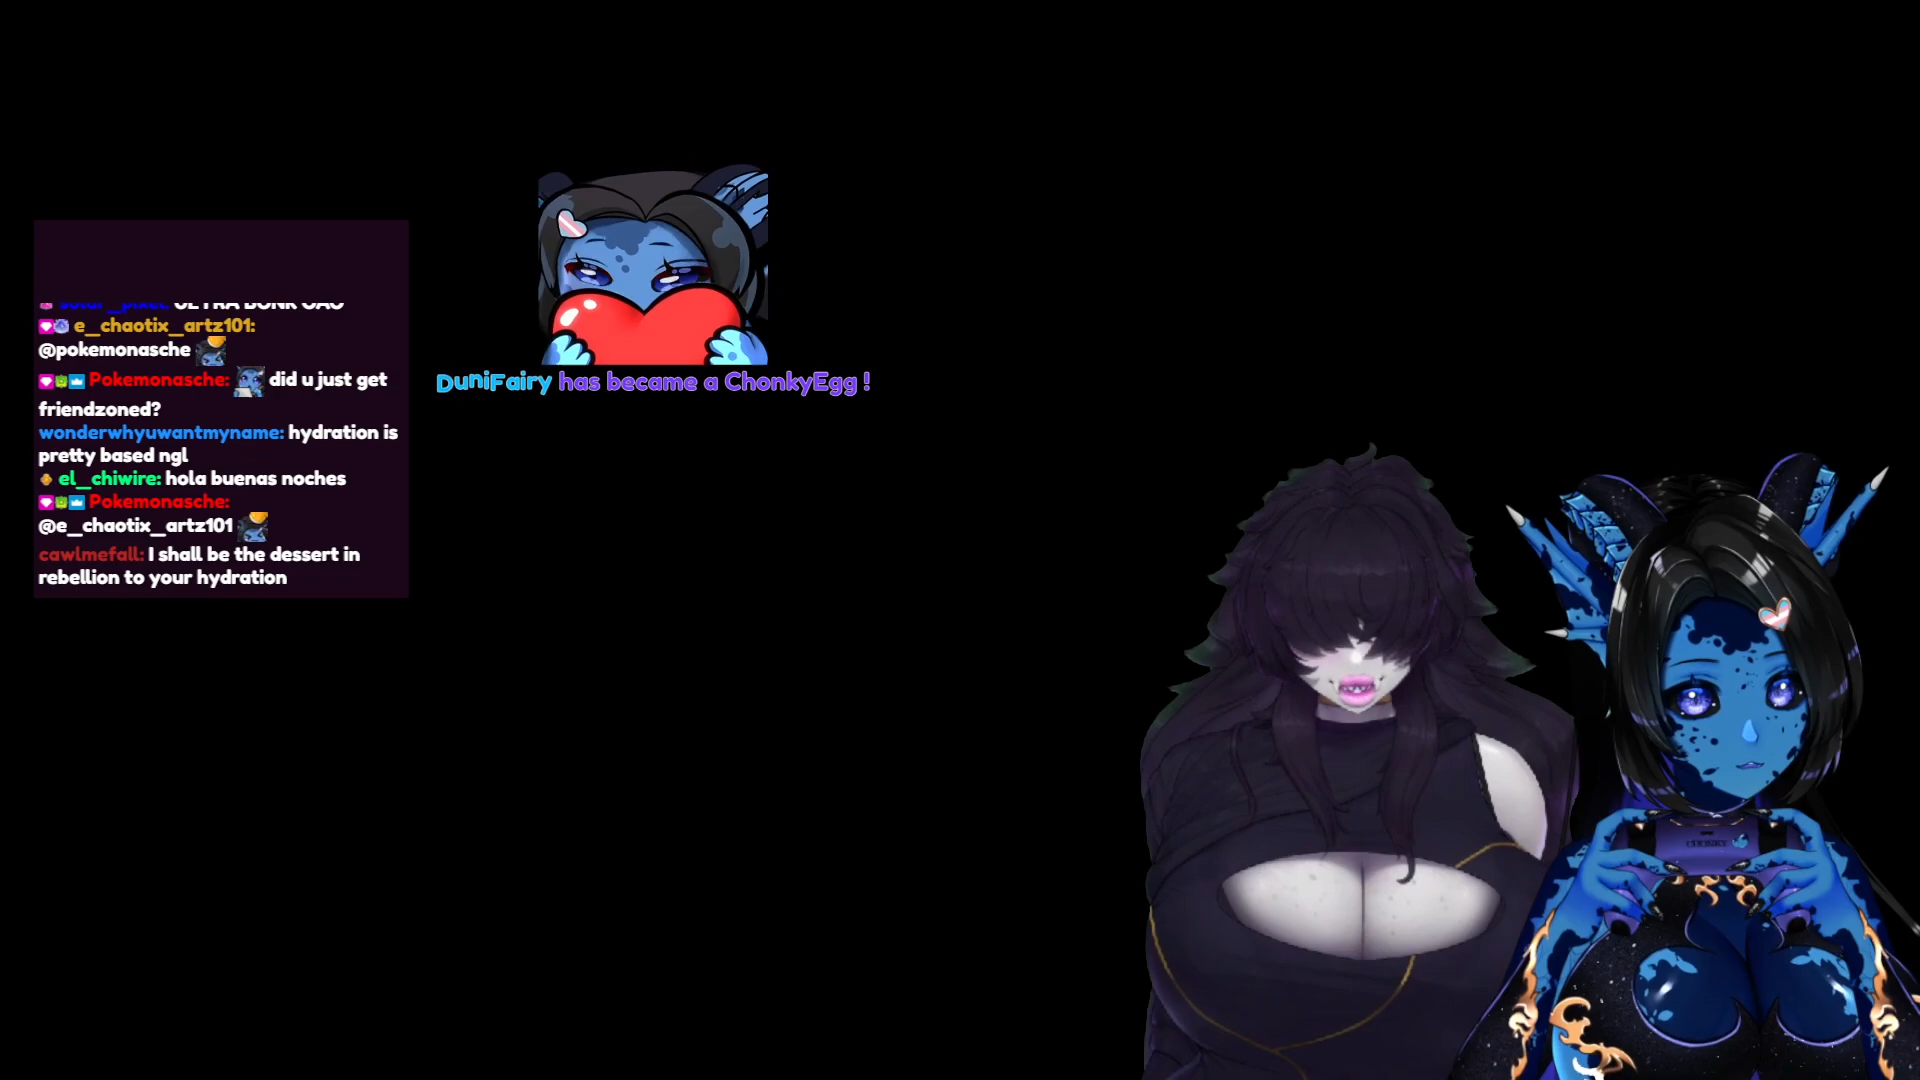 e_chaotix_artz101:
@pokemonasche
Pokemonasche: did u just get
friendzoned?
wonderwhyuwantmyname: hydration is
pretty based ngl
el_chiwire: hola buenas noches
Pokemonasche:
@e_chaotix_artz101
cawlmefall: I shall be the dessert in
rebellion to your hydration
DuniFairy has became a ChonkyEgg !